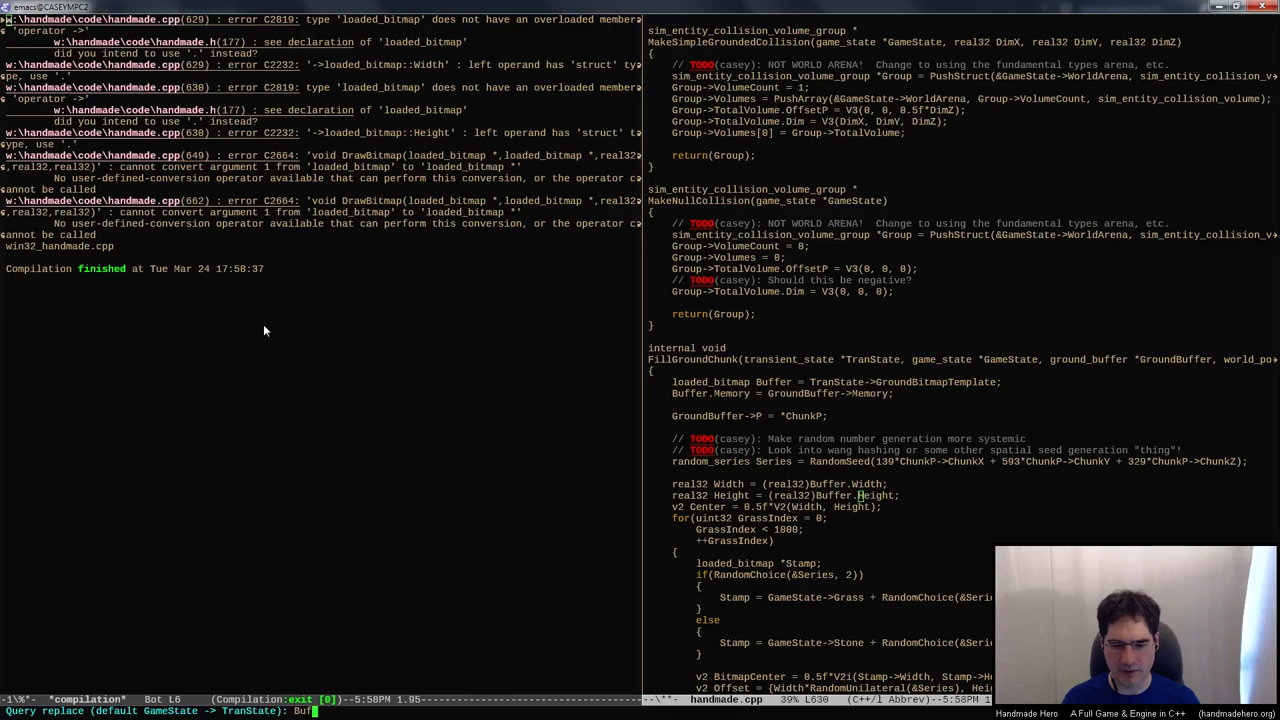 emacs@CASEYMPC2
w:\handmade\code\handmade.cpp(629) : error C2819: type 'loaded_bitmap' does not have an overloaded member
'operator ->'
w:\handmade\code\handmade.h(177) : see declaration of 'loaded_bitmap'
did you intend to use '.' instead?
w:\handmade\code\handmade.cpp(629) : error C2232: '->loaded_bitmap::Width' : left operand has 'struct' ty
pe, use '.'
w:\handmade\code\handmade.cpp(630) : error C2819: type 'loaded_bitmap' does not have an overloaded member
'operator ->'
w:\handmade\code\handmade.h(177) : see declaration of 'loaded_bitmap'
did you intend to use '.' instead?
w:\handmade\code\handmade.cpp(630) : error C2232: '->loaded_bitmap::Height' : left operand has 'struct' t
ype, use '.'
w:\handmade\code\handmade.cpp(649) : error C2664: 'void DrawBitmap(loaded_bitmap *,loaded_bitmap *,real32
,real32,real32)' : cannot convert argument 1 from 'loaded_bitmap' to 'loaded_bitmap *'
No user-defined-conversion operator available that can perform this conversion, or the operator c
annot be called
w:\handmade\code\handmade.cpp(662) : error C2664: 'void DrawBitmap(loaded_bitmap *,loaded_bitmap *,real32
,real32,real32)' : cannot convert argument 1 from 'loaded_bitmap' to 'loaded_bitmap *'
No user-defined-conversion operator available that can perform this conversion, or the operator c
annot be called
win32_handmade.cpp
Compilation finished at Tue Mar 24 17:58:37
-1\%*-  *compilation*   Bot L6    (Compilation:exit [0])--5:58PM 1.95
Query replace (default GameState -> TranState): Buf
sim_entity_collision_volume_group *
MakeSimpleGroundedCollision(game_state *GameState, real32 DimX, real32 DimY, real32 DimZ)
{
// TODO(casey): NOT WORLD ARENA!  Change to using the fundamental types arena, etc.
sim_entity_collision_volume_group *Group = PushStruct(&GameState->WorldArena, sim_entity_collision_v
Group->VolumeCount = 1;
Group->Volumes = PushArray(&GameState->WorldArena, Group->VolumeCount, sim_entity_collision_volume);
Group->TotalVolume.OffsetP = V3(0, 0, 0.5f*DimZ);
Group->TotalVolume.Dim = V3(DimX, DimY, DimZ);
Group->Volumes[0] = Group->TotalVolume;
return(Group);
}
sim_entity_collision_volume_group *
MakeNullCollision(game_state *GameState)
{
// TODO(casey): NOT WORLD ARENA!  Change to using the fundamental types arena, etc.
sim_entity_collision_volume_group *Group = PushStruct(&GameState->WorldArena, sim_entity_collision_v
Group->VolumeCount = 0;
Group->Volumes = 0;
Group->TotalVolume.OffsetP = V3(0, 0, 0);
// TODO(casey): Should this be negative?
Group->TotalVolume.Dim = V3(0, 0, 0);
return(Group);
}
internal void
FillGroundChunk(transient_state *TranState, game_state *GameState, ground_buffer *GroundBuffer, world_po
{
loaded_bitmap Buffer = TranState->GroundBitmapTemplate;
Buffer.Memory = GroundBuffer->Memory;
GroundBuffer->P = *ChunkP;
// TODO(casey): Make random number generation more systemic
// TODO(casey): Look into wang hashing or some other spatial seed generation "thing"!
random_series Series = RandomSeed(139*ChunkP->ChunkX + 593*ChunkP->ChunkY + 329*ChunkP->ChunkZ);
real32 Width = (real32)Buffer.Width;
real32 Height = (real32)Buffer.Height;
v2 Center = 0.5f*V2(Width, Height);
for(uint32 GrassIndex = 0;
GrassIndex < 1000;
++GrassIndex)
{
loaded_bitmap *Stamp;
if(RandomChoice(&Series, 2))
{
Stamp = GameState->Grass + RandomChoice(&Se
}
else
{
Stamp = GameState->Stone + RandomChoice(&Se
}
v2 BitmapCenter = 0.5f*V2i(Stamp->Width, Stamp->H
v2 Offset = {Width*RandomUnilateral(&Series), Heig
--\**-  handmade.cpp   39% L630   (C++/l Abbrev)--5:58PM 1
Handmade Hero    A Full Game & Engine in C++    (handmadehero.org)